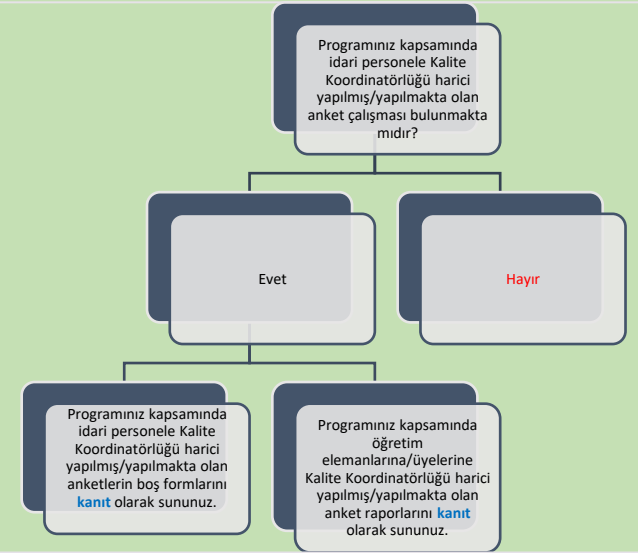 Programınız kapsamında
idari personele Kalite
Koordinatörlüğü harici
yapılmış/yapılmakta olan
anket çalışması bulunmakta
mıdır?
Evet
Hayır
Programınız kapsamında
idari personele Kalite
Koordinatörlüğü harici
yapılmış/yapılmakta olan
anketlerin boş formlarını
kanıt olarak sununuz.
Programınız kapsamında
öğretim
elemanlarına/üyelerine
Kalite Koordinatörlüğü harici
yapılmış/yapılmakta olan
anket raporlarını kanıt
olarak sununuz.